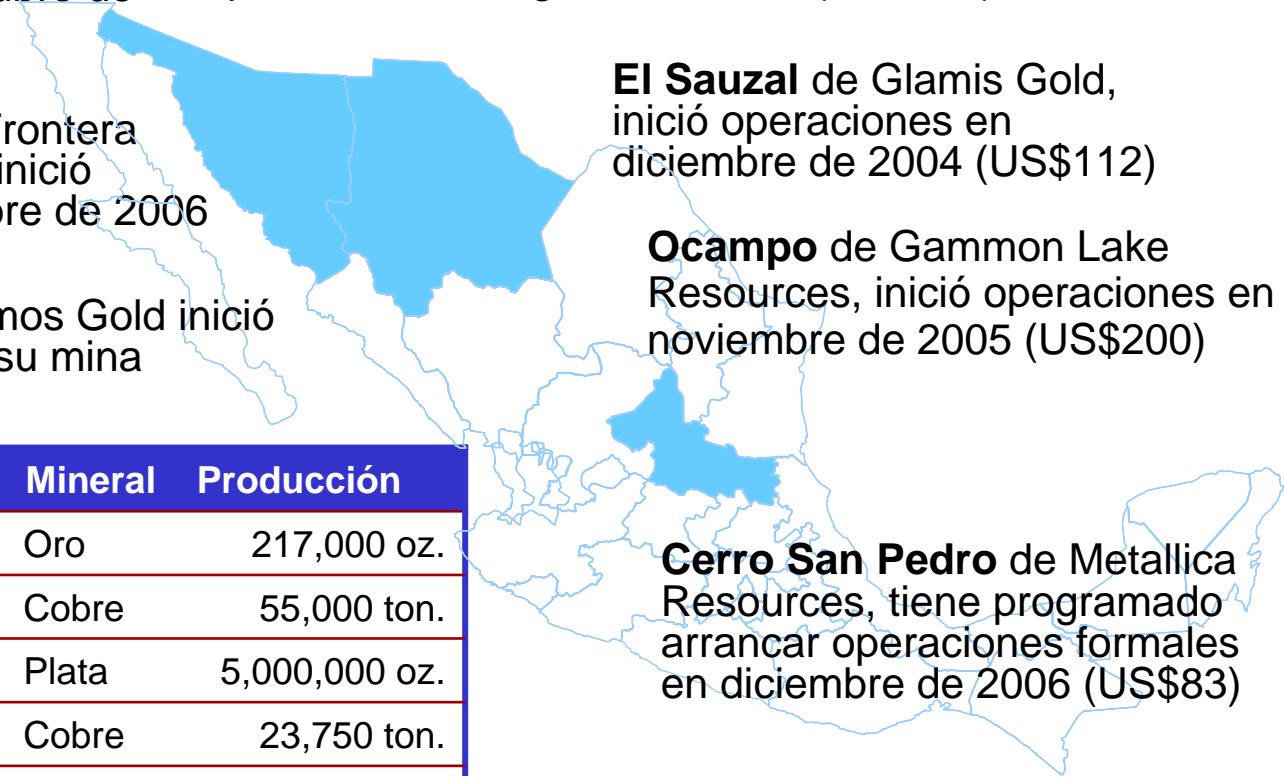 El Sauzal de Glamis Gold,
inició operaciones en
diciembre de 2004 (US$112)
Frontera
inició
bre de 2006
Ocampo de Gammon Lake
Resources, inició operaciones en
noviembre de 2005 (US$200)
mos Gold inició
su mina
Mineral Producción
Oro 217,000 oz.
Cobre 55,000 ton.
Plata 5,000,000 oz.
Cobre 23,750 ton.
Cerro San Pedro de Metallica
Resources, tiene programado
arrancar operaciones formales
en diciembre de 2006 (US$83)